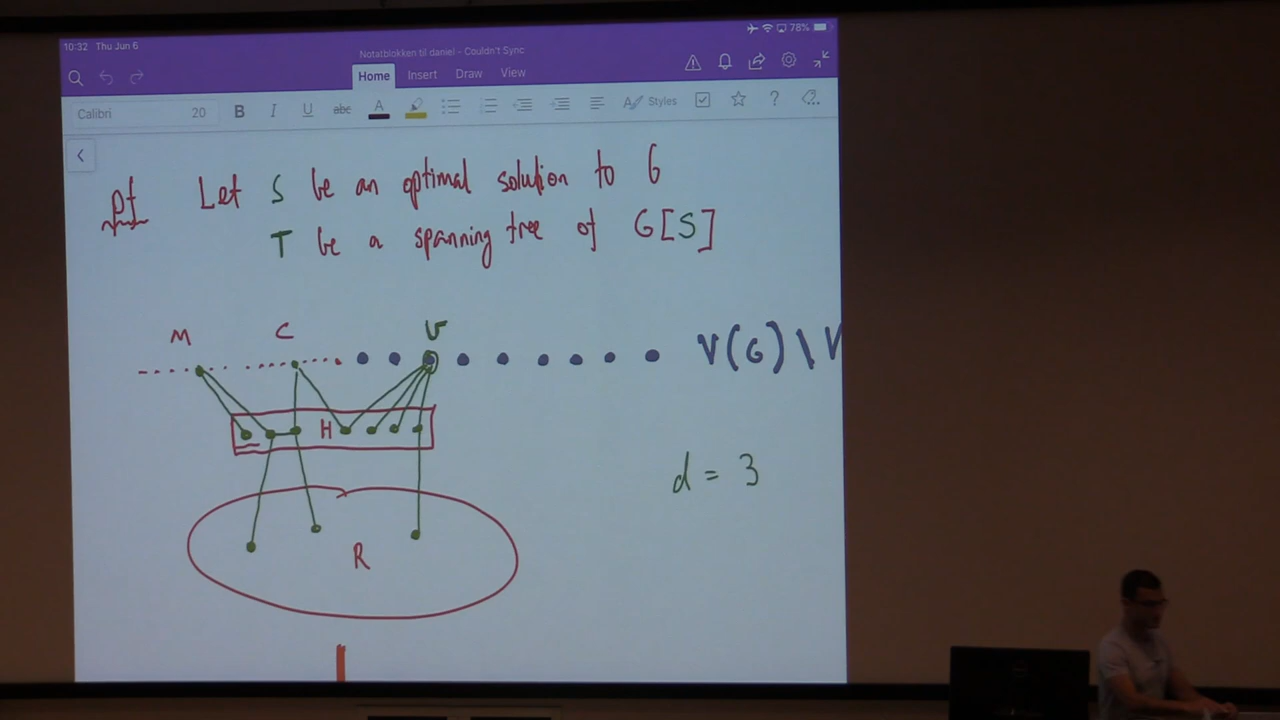 10:32 Thu Jun 6
78%
Notatblokken til daniel - Couldn't Sync
Home Insert Draw View
Calibri 20 B I U abc A Styles ?
Pf Let S be an optimal solution to G
T be a spanning tree of G[S]
M C v
V(G) \ V
H
d = 3
R